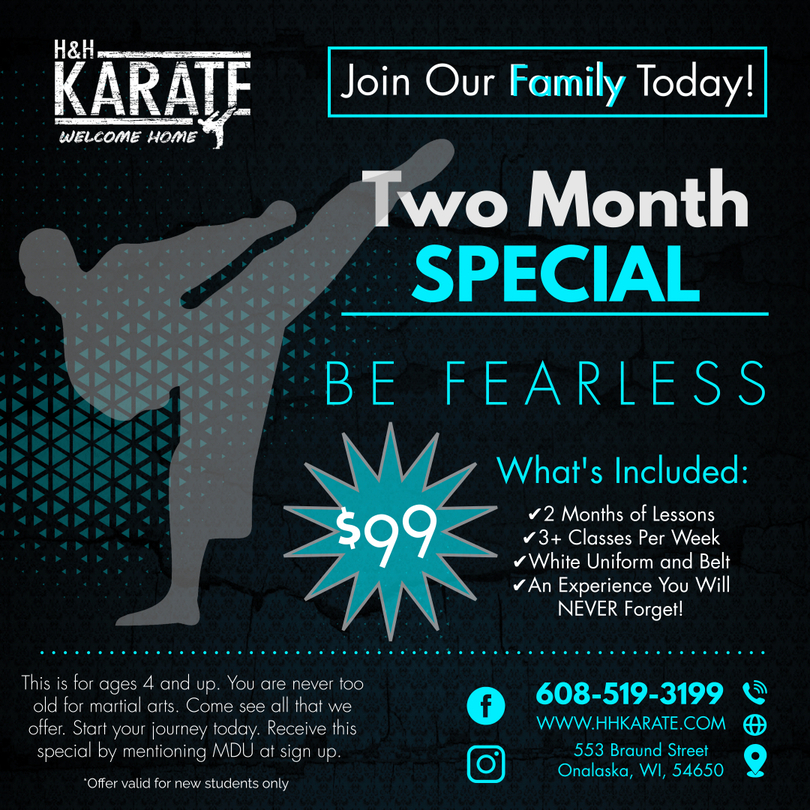 H&H
KARATE
WELCOME HOME
Join Our Family Today!
Two Month
SPECIAL
BE FEARLESS
What's Included:
$99
✔2 Months of Lessons
✔3+ Classes Per Week
✔White Uniform and Belt
✔An Experience You Will
NEVER Forget!
This is for ages 4 and up. You are never too
old for martial arts. Come see all that we
offer. Start your journey today. Receive this
special by mentioning MDU at sign up.
*Offer valid for new students only
608-519-3199
WWW.HHKARATE.COM
553 Braund Street
Onalaska, WI, 54650